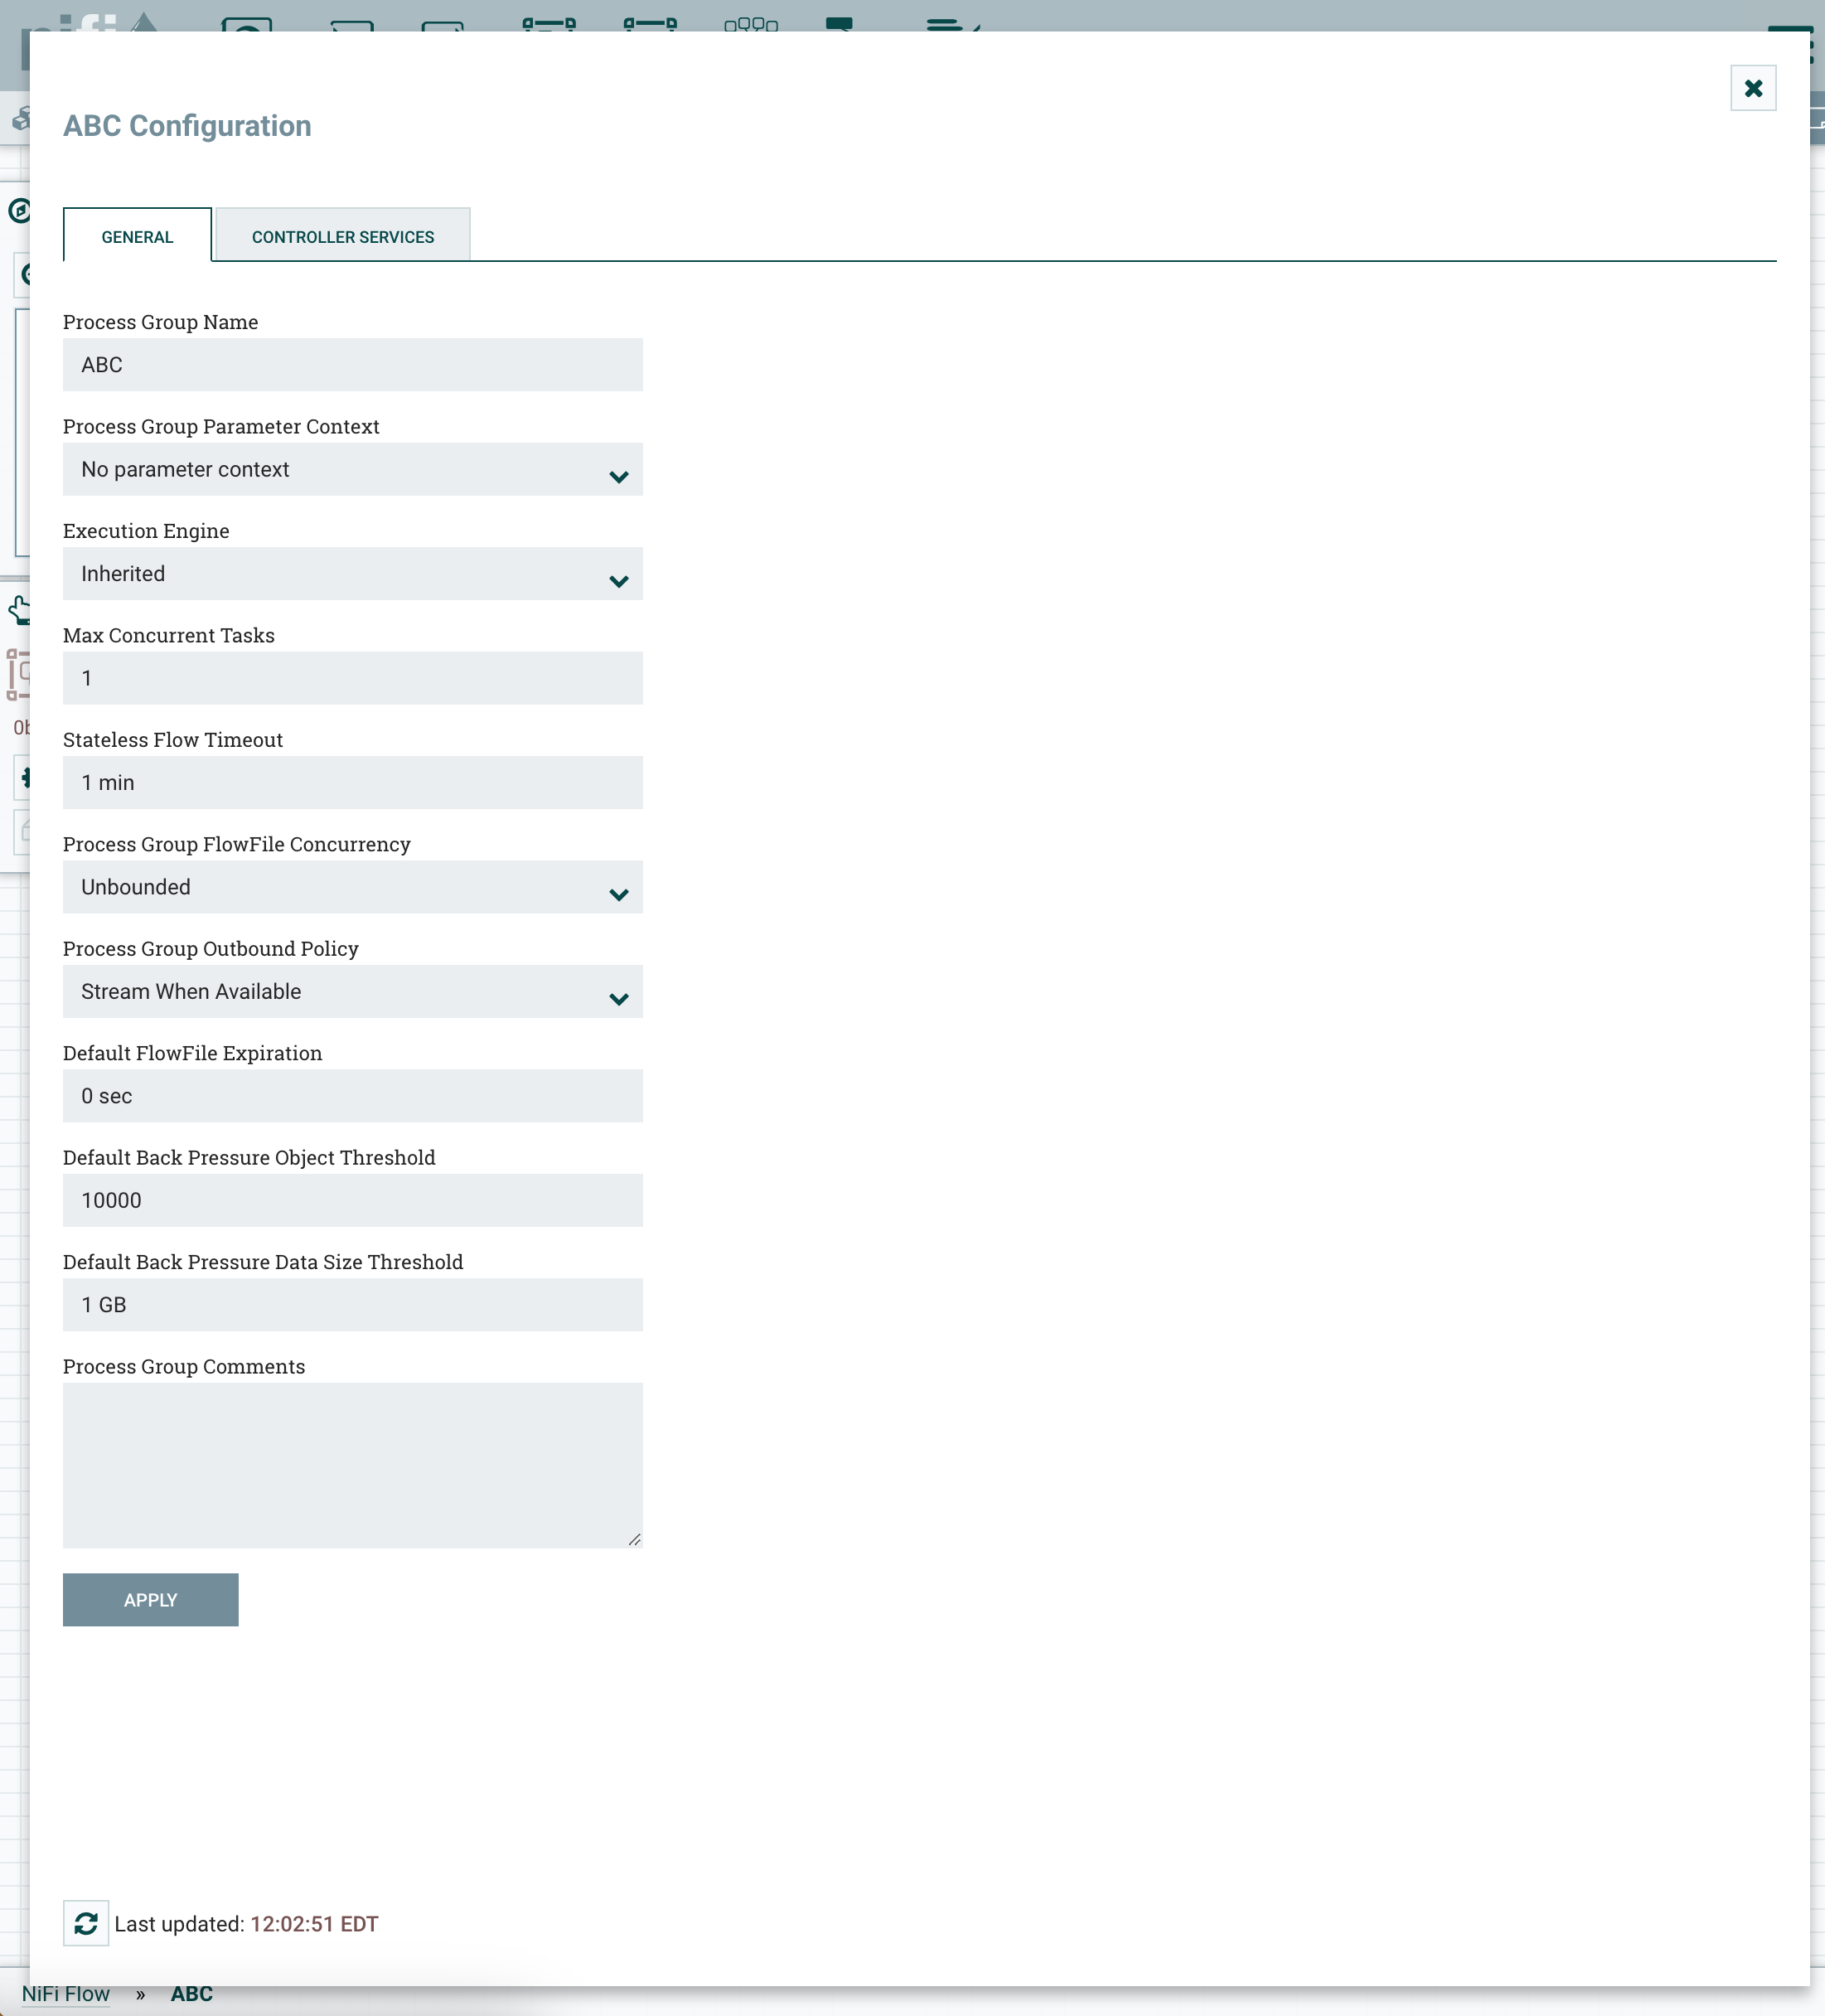 ABC Configuration
GENERAL
CONTROLLER SERVICES
Process Group Name
ABC
Process Group Parameter Context
No parameter context
Execution Engine
Inherited
Max Concurrent Tasks
1
Stateless Flow Timeout
1 min
Process Group FlowFile Concurrency
Unbounded
Process Group Outbound Policy
Stream When Available
Default FlowFile Expiration
0 sec
Default Back Pressure Object Threshold
10000
Default Back Pressure Data Size Threshold
1 GB
Process Group Comments
APPLY
Last updated: 12:02:51 EDT
NiFi Flow » ABC